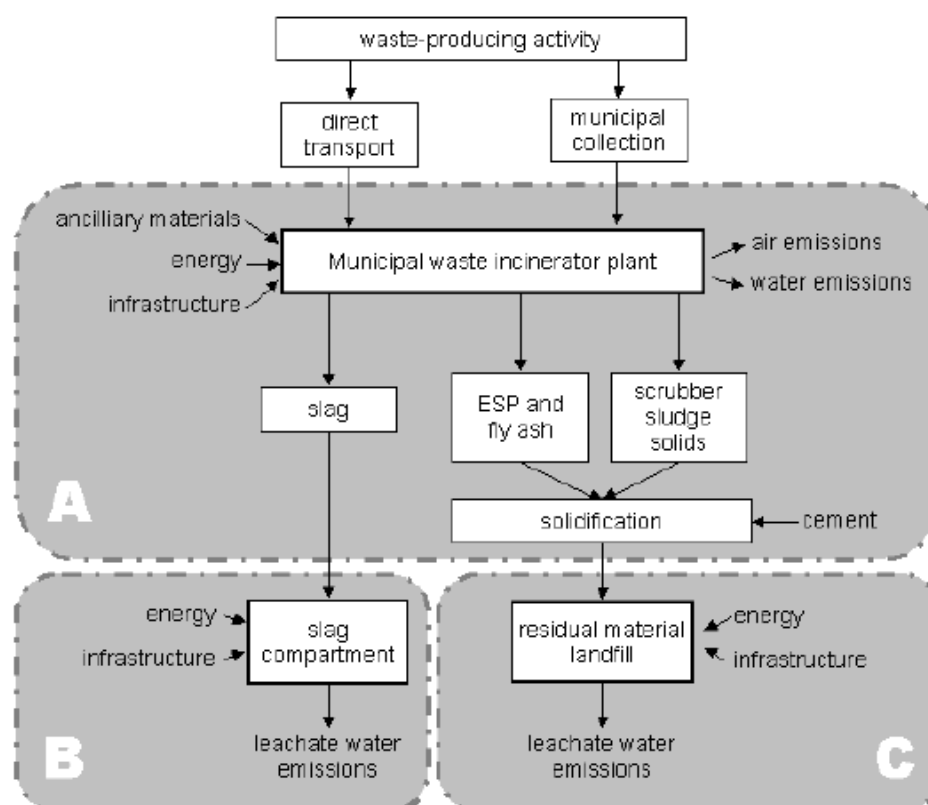 waste-producing activity
direct
transport
municipal
collection
ancilliary materials
energy
infrastructure
Municipal waste incinerator plant
air emissions
water emissions
slag
ESP and
fly ash
scrubber
sludge
solids
A
solidification
cement
energy
infrastructure
slag
compartment
residual material
landfill
energy
infrastructure
B
leachate water
emissions
leachate water
emissions
C